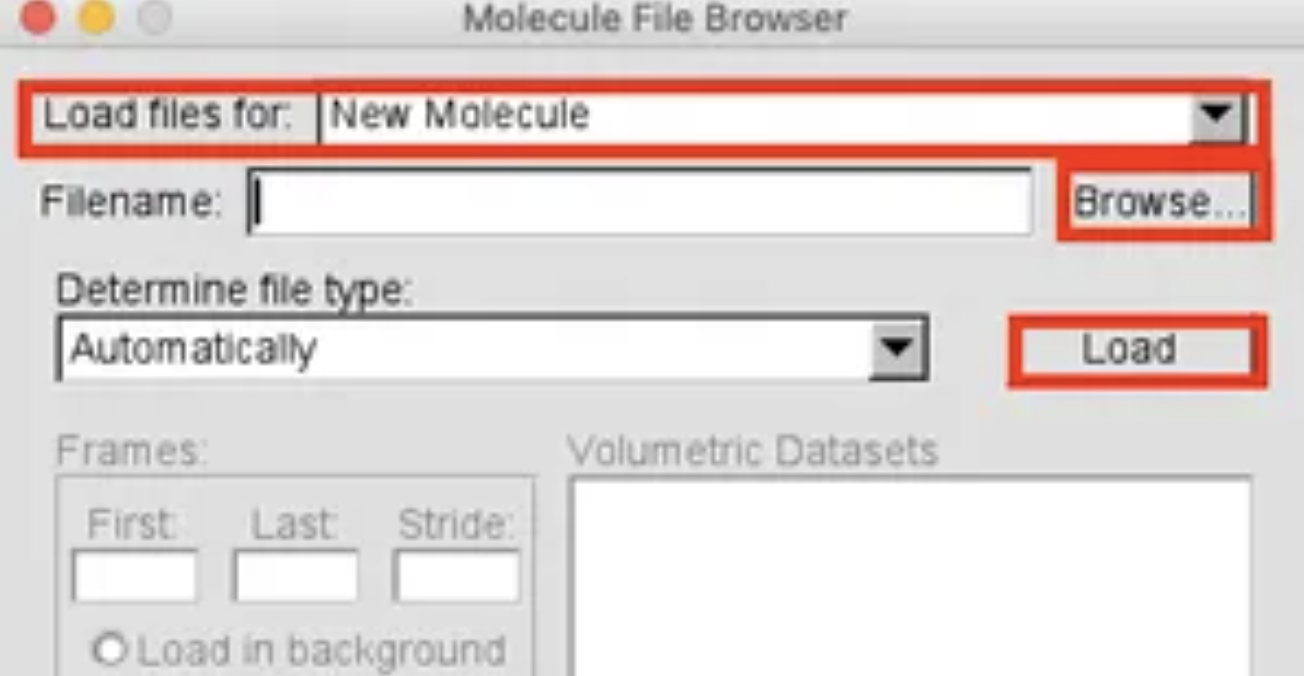 Molecule File Browser
Load files for: New Molecule
Filename: Browse...
Determine file type:
Automatically Load
Frames: Volumetric Datasets
First: Last: Stride:
Load in background